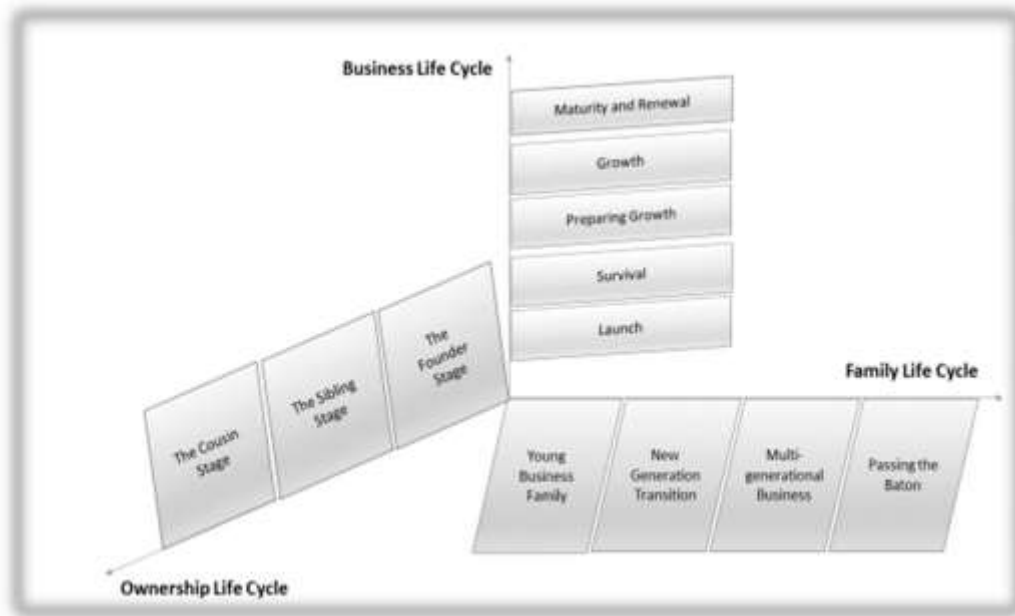 Business Life Cycle
Maturity and Renewal
Growth
Preparing Growth
Survival
Launch
The
Founder
Stage
The Sibling
Stage
The Cousin
Stage
Family Life Cycle
Young
Business
Family
New
Generation
Transition
Multi-
generational
Business
Passing the
Baton
Ownership Life Cycle